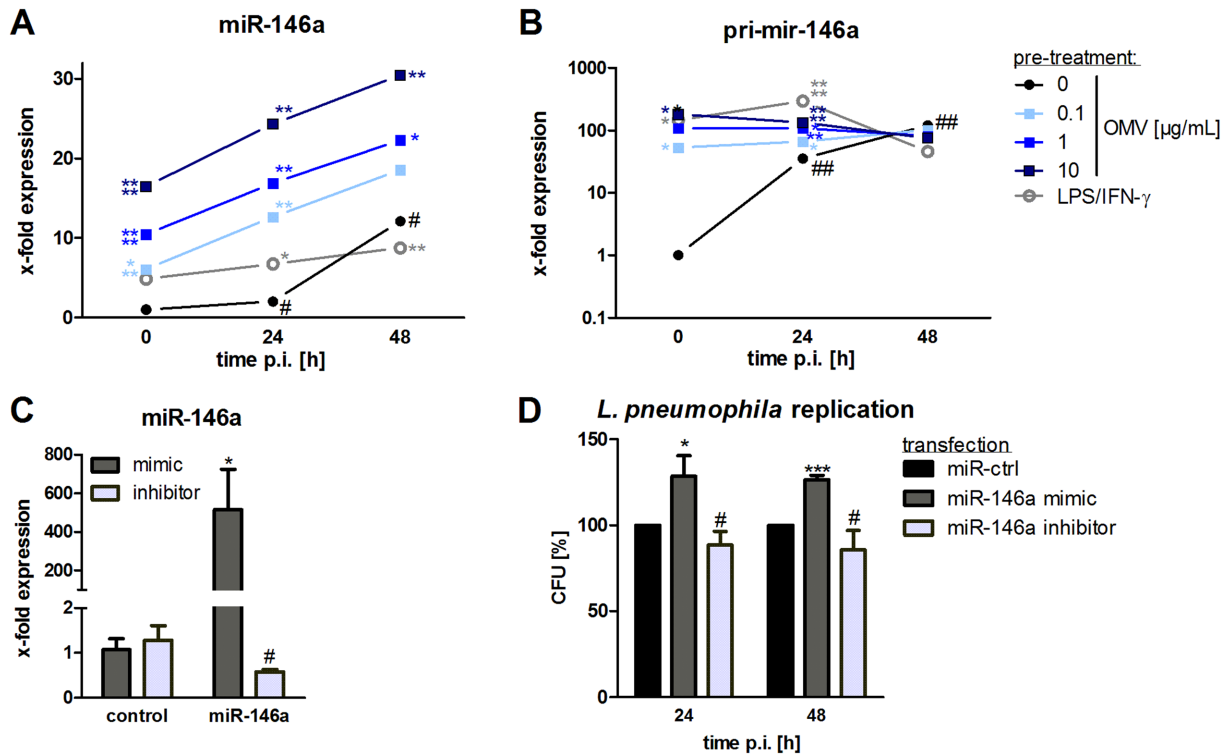 A
miR-146a
x-fold expression
30
20
10
0
**
**
**
**
**
**
**
*
*
**
**
*
**
#
#
0
24
48
time p.i. [h]
B
pri-mir-146a
x-fold expression
1000
100
10
1
0.1
*
*
*
*
**
**
**
**
*
**
*
##
##
0
24
48
time p.i. [h]
pre-treatment:
0
0.1
1
10
OMV [µg/mL]
LPS/IFN-γ
C
miR-146a
x-fold expression
800
600
400
200
2
1
0
mimic
inhibitor
*
#
control
miR-146a
D
L. pneumophila replication
CFU [%]
150
100
50
0
*
#
***
#
24
48
time p.i. [h]
transfection
miR-ctrl
miR-146a mimic
miR-146a inhibitor